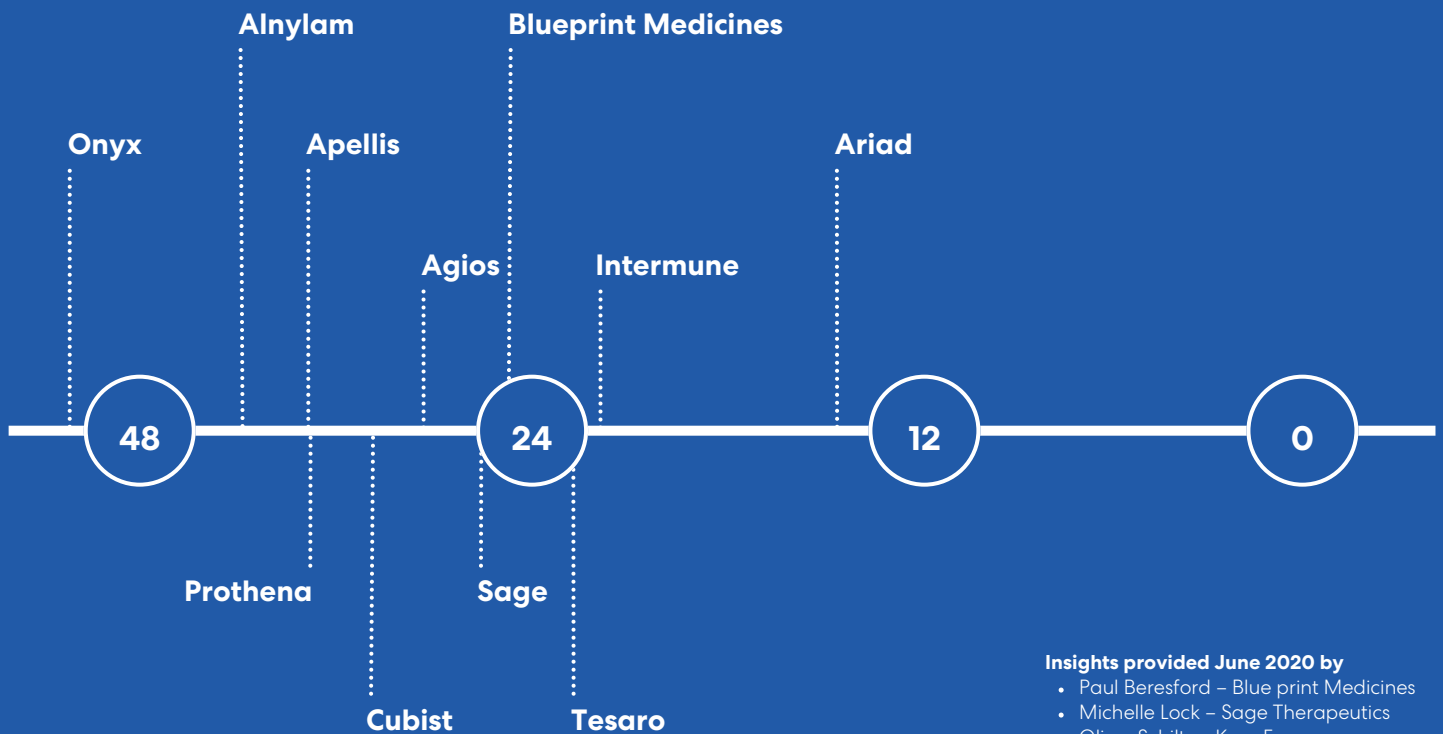 Alnylam
Blueprint Medicines
Onyx
Apellis
Ariad
Agios
Intermune
48
24
12
0
Prothena
Sage
Insights provided June 2020 by
• Paul Beresford – Blue print Medicines
• Michelle Lock – Sage Therapeutics
Cubist
Tesaro